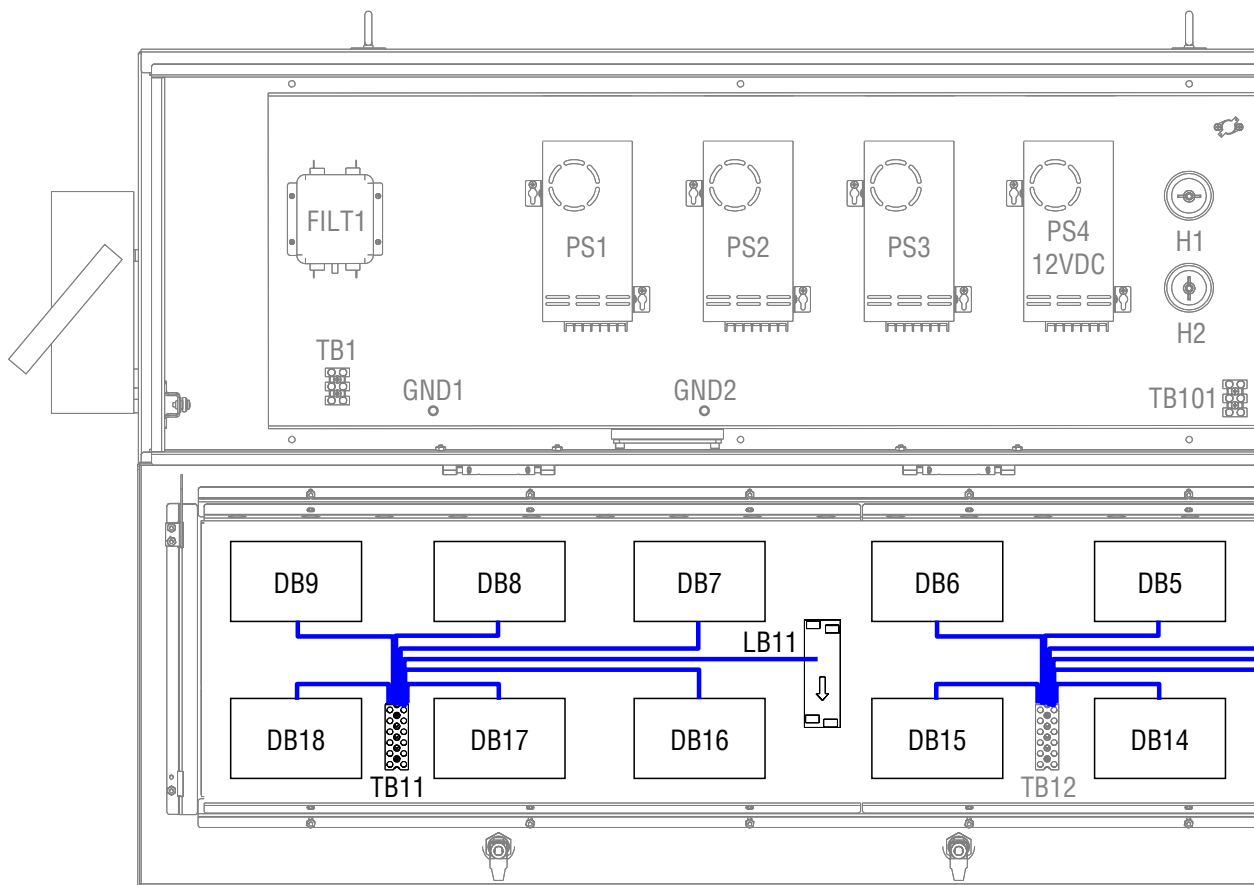 FILT1
PS1
PS2
PS3
PS4
12VDC
H1
H2
TB1
GND1
GND2
TB101
DB9
DB8
DB7
DB6
DB5
LB11
DB18
DB17
DB16
DB15
DB14
TB11
TB12